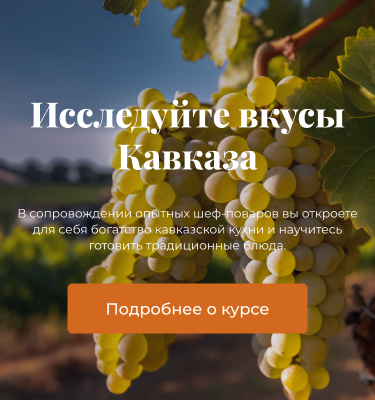 Исследуйте вкусы
Кавказа
В сопровождении опытных шеф-поваров вы откроете
для себя богатство кавказской кухни и научитесь
готовить традиционные блюда.
Подробнее о курсе